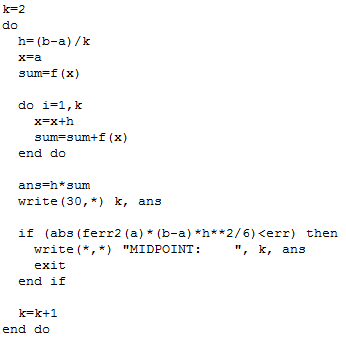 k=2
do
  h=(b-a)/k
  x=a
  sum=f(x)

  do i=1,k
    x=x+h
    sum=sum+f(x)
  end do

  ans=h*sum
  write(30,*) k, ans

  if (abs(ferr2(a)*(b-a)*h**2/6)<err) then
    write(*,*) "MIDPOINT:    ", k, ans
    exit
  end if

  k=k+1
end do